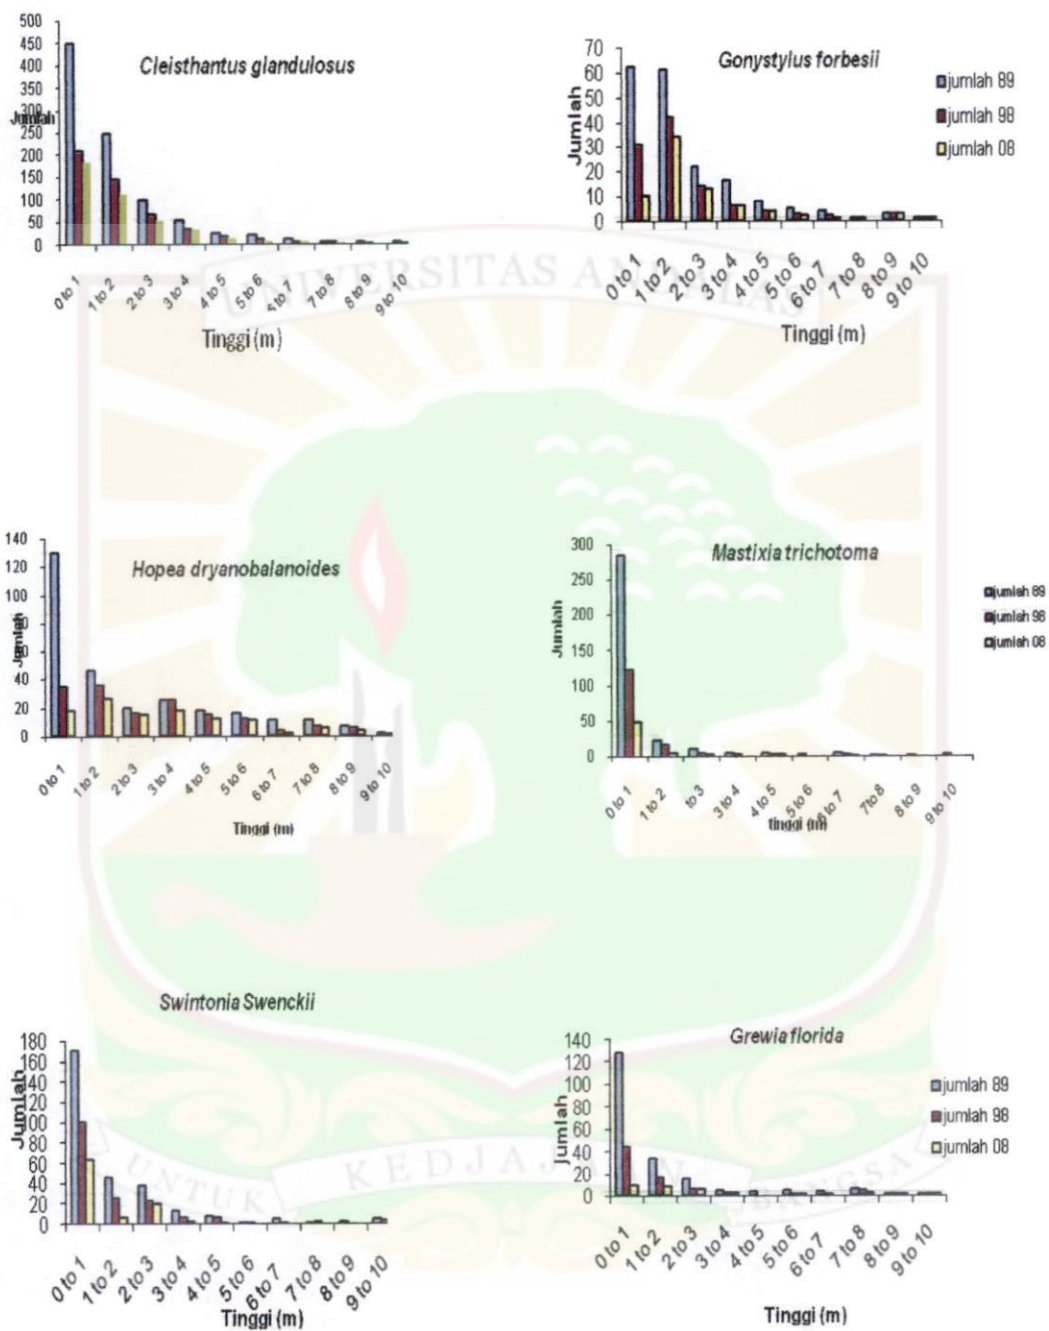 Cleisthantus glandulosus
Jumlah
500
450
400
350
300
250
200
150
100
50
0
0 to 1
1 to 2
2 to 3
3 to 4
4 to 5
5 to 6
6 to 7
7 to 8
8 to 9
9 to 10
Tinggi (m)
Gonystylus forbesii
Jumlah
70
60
50
40
30
20
10
0
0 to 1
1 to 2
2 to 3
3 to 4
4 to 5
5 to 6
6 to 7
7 to 8
8 to 9
9 to 10
Tinggi (m)
jumlah 89
jumlah 98
jumlah 08
UNIVERSITAS ANDALAS
Hopea dryanobalanoides
Jumlah
140
120
100
80
60
40
20
0
0 to 1
1 to 2
2 to 3
3 to 4
4 to 5
5 to 6
6 to 7
7 to 8
8 to 9
9 to 10
Tinggi (m)
Mastixia trichotoma
Jumlah
300
250
200
150
100
50
0
0 to 1
1 to 2
to 3
3 to 4
4 to 5
5 to 6
6 to 7
7 to 8
8 to 9
9 to 10
tinggi (m)
jumlah 89
jumlah 98
jumlah 08
Swintonia Swenckii
Jumlah
180
160
140
120
100
80
60
40
20
0
0 to 1
1 to 2
2 to 3
3 to 4
4 to 5
5 to 6
6 to 7
7 to 8
8 to 9
9 to 10
Tinggi (m)
Grewia florida
Jumlah
140
120
100
80
60
40
20
0
0 to 1
1 to 2
2 to 3
3 to 4
4 to 5
5 to 6
6 to 7
7 to 8
8 to 9
9 to 10
Tinggi (m)
jumlah 89
jumlah 98
jumlah 08
UNTUK KEDJAJAAN BANGSA